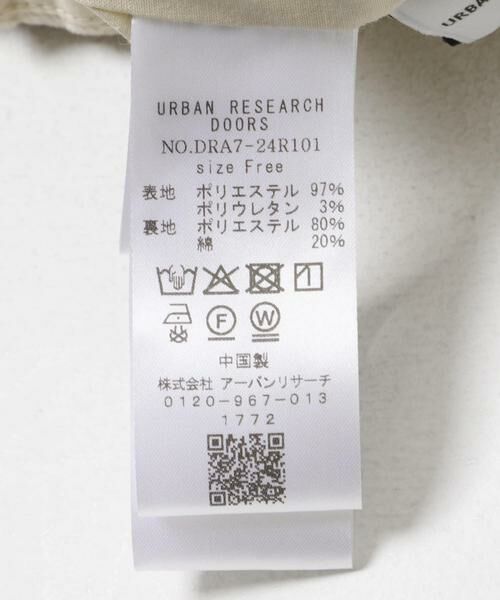 URBAN RESEARCH
DOORS
NO.DRA7-24R101
size Free
表地 ポリエステル 97%
ポリウレタン 3%
裏地 ポリエステル 80%
綿 20%
F W
中国製
株式会社 アーバンリサーチ
0120-967-013
1772
URBA